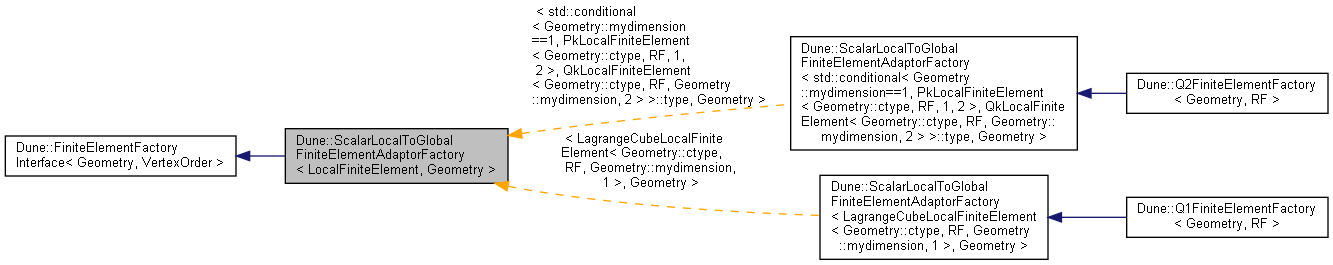 Dune::FiniteElementFactory
Interface< Geometry, VertexOrder >
Dune::ScalarLocalToGlobal
FiniteElementAdaptorFactory
< LocalFiniteElement, Geometry >
< std::conditional
< Geometry::mydimension
==1, PkLocalFiniteElement
< Geometry::ctype, RF, 1,
2 >, QkLocalFiniteElement
< Geometry::ctype, RF, Geometry
::mydimension, 2 > >::type, Geometry >
< LagrangeCubeLocalFinite
Element< Geometry::ctype,
RF, Geometry::mydimension,
1 >, Geometry >
Dune::ScalarLocalToGlobal
FiniteElementAdaptorFactory
< std::conditional< Geometry
::mydimension==1, PkLocalFiniteElement
< Geometry::ctype, RF, 1, 2 >, QkLocalFinite
Element< Geometry::ctype, RF, Geometry::
mydimension, 2 > >::type, Geometry >
Dune::ScalarLocalToGlobal
FiniteElementAdaptorFactory
< LagrangeCubeLocalFiniteElement
< Geometry::ctype, RF, Geometry
::mydimension, 1 >, Geometry >
Dune::Q2FiniteElementFactory
< Geometry, RF >
Dune::Q1FiniteElementFactory
< Geometry, RF >